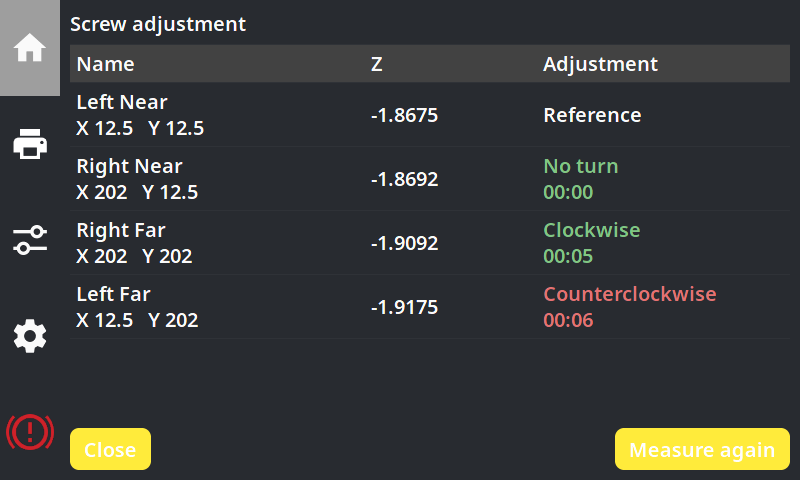 Screw adjustment
Name Z Adjustment
Left Near
X 12.5 Y 12.5 -1.8675 Reference
Right Near No turn
X 202 Y 12.5 -1.8692 00:00
Right Far Clockwise
X 202 Y 202 -1.9092 00:05
Left Far Counterclockwise
X 12.5 Y 202 -1.9175 00:06
Close Measure again